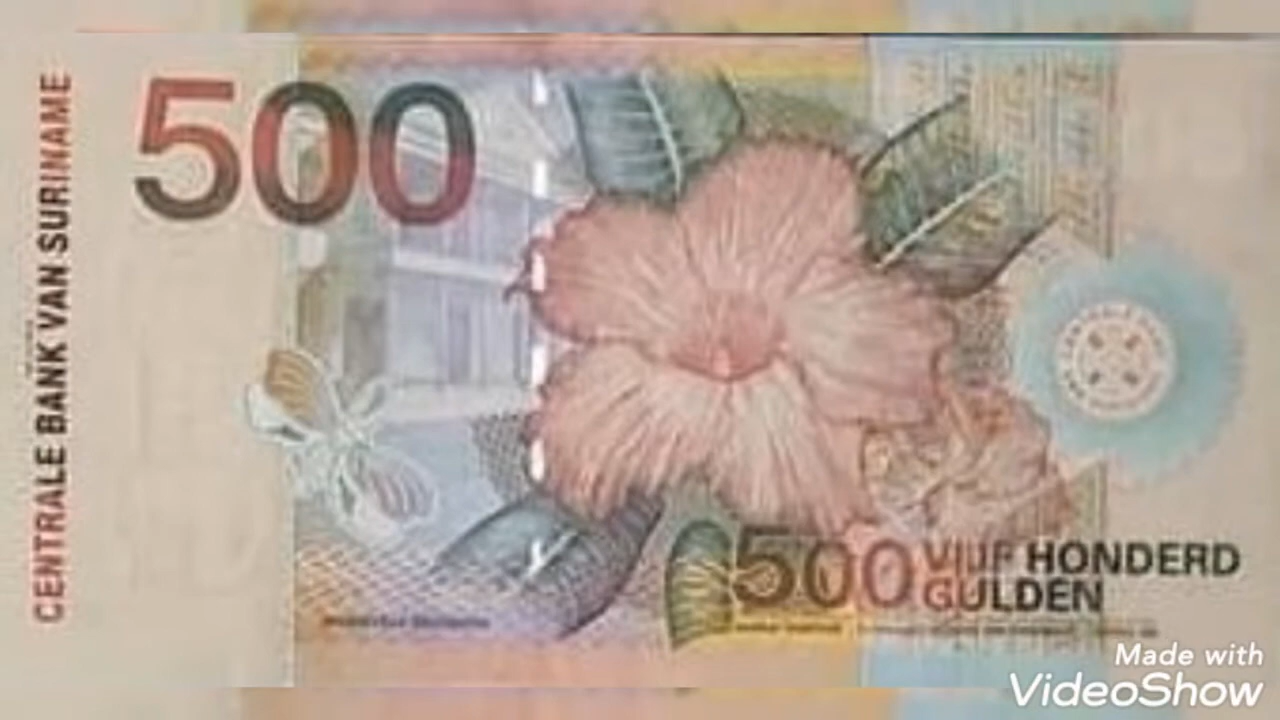 CENTRALE BANK VAN SURINAME
500
500 VIJF HONDERD
GULDEN
Made with
VideoShow